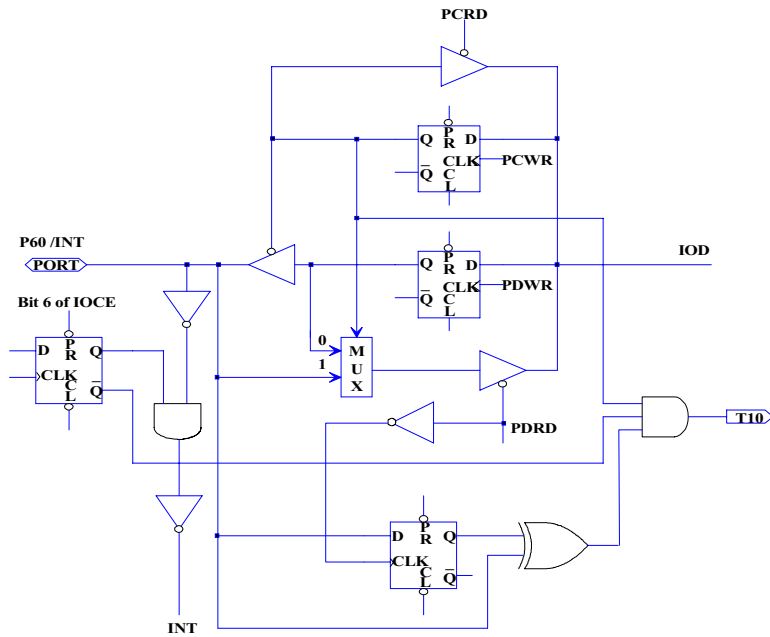 PCRD
P
R
Q
D
CLK
PCWR
Q̅
C
L
P60 /INT
PORT
P
R
Q
D
IOD
CLK
PDWR
Q̅
C
L
Bit 6 of IOCE
0
1
M
U
X
D
P
R
Q
CLK
C
L
Q̅
PDRD
T10
P
R
D
Q
CLK
C
L
Q̅
INT